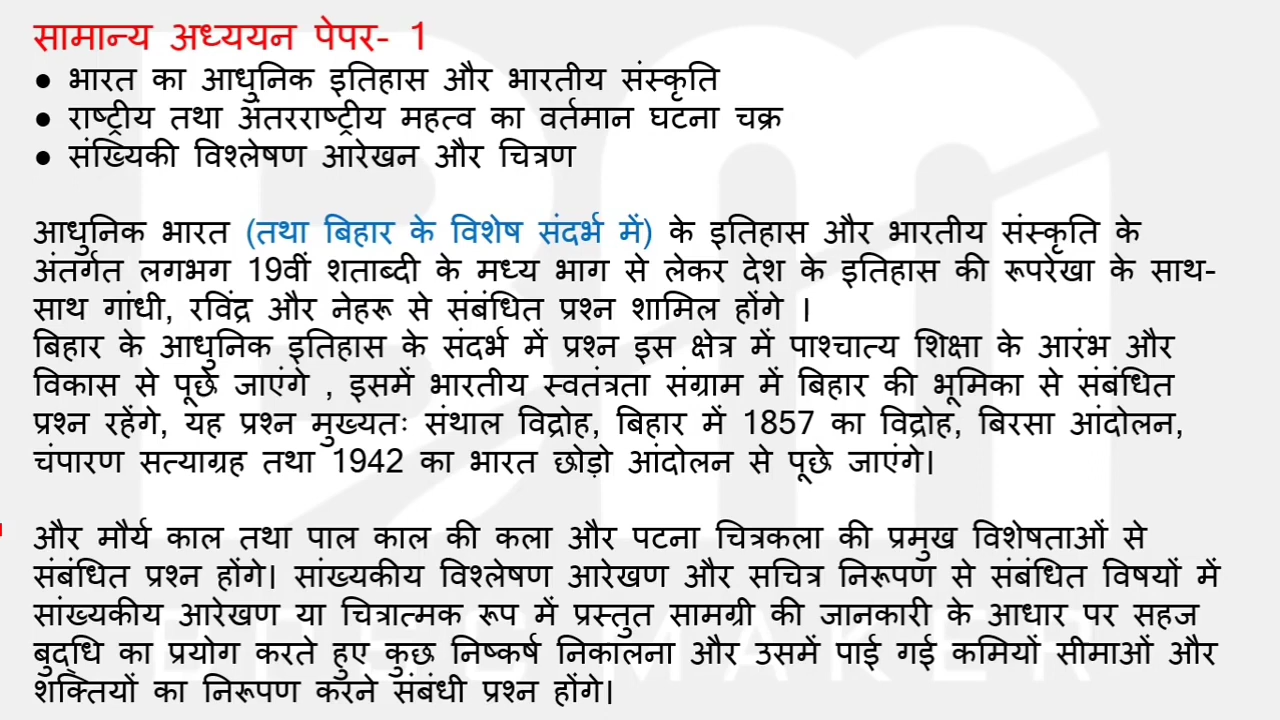 सामान्य अध्ययन पेपर- 1
● भारत का आधुनिक इतिहास और भारतीय संस्कृति
● राष्ट्रीय तथा अंतरराष्ट्रीय महत्व का वर्तमान घटना चक्र
● संख्यिकी विश्लेषण आरेखन और चित्रण
आधुनिक भारत (तथा बिहार के विशेष संदर्भ में) के इतिहास और भारतीय संस्कृति के
अंतर्गत लगभग 19वीं शताब्दी के मध्य भाग से लेकर देश के इतिहास की रूपरेखा के साथ-
साथ गांधी, रविंद्र और नेहरू से संबंधित प्रश्न शामिल होंगे ।
बिहार के आधुनिक इतिहास के संदर्भ में प्रश्न इस क्षेत्र में पाश्चात्य शिक्षा के आरंभ और
विकास से पूछे जाएंगे , इसमें भारतीय स्वतंत्रता संग्राम में बिहार की भूमिका से संबंधित
प्रश्न रहेंगे, यह प्रश्न मुख्यतः संथाल विद्रोह, बिहार में 1857 का विद्रोह, बिरसा आंदोलन,
चंपारण सत्याग्रह तथा 1942 का भारत छोड़ो आंदोलन से पूछे जाएंगे।
और मौर्य काल तथा पाल काल की कला और पटना चित्रकला की प्रमुख विशेषताओं से
संबंधित प्रश्न होंगे। सांख्यकीय विश्लेषण आरेखण और सचित्र निरूपण से संबंधित विषयों में
सांख्यकीय आरेखण या चित्रात्मक रूप में प्रस्तुत सामग्री की जानकारी के आधार पर सहज
बुद्धि का प्रयोग करते हुए कुछ निष्कर्ष निकालना और उसमें पाई गई कमियों सीमाओं और
शक्तियों का निरूपण करने संबंधी प्रश्न होंगे।